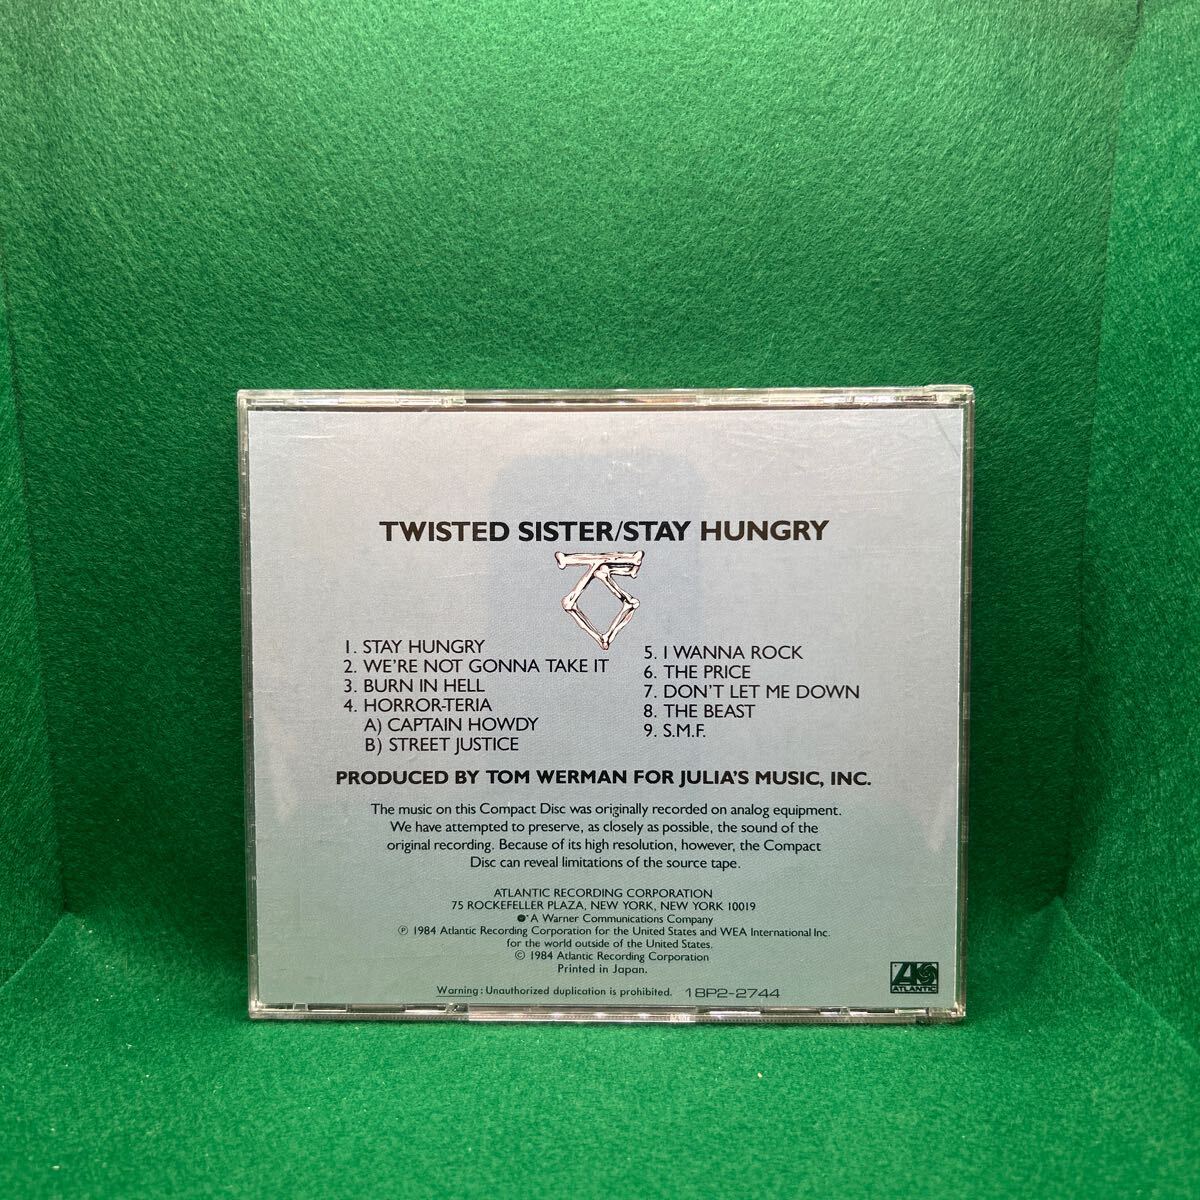 TWISTED SISTER/STAY HUNGRY
1. STAY HUNGRY
2. WE'RE NOT GONNA TAKE IT
3. BURN IN HELL
4. HORROR-TERIA
A) CAPTAIN HOWDY
B) STREET JUSTICE
5. I WANNA ROCK
6. THE PRICE
7. DON'T LET ME DOWN
8. THE BEAST
9. S.M.F.
PRODUCED BY TOM WERMAN FOR JULIA'S MUSIC, INC.
The music on this Compact Disc was originally recorded on analog equipment.
We have attempted to preserve, as closely as possible, the sound of the
original recording. Because of its high resolution, however, the Compact
Disc can reveal limitations of the source tape.
ATLANTIC RECORDING CORPORATION
75 ROCKEFELLER PLAZA, NEW YORK, NEW YORK 10019
A Warner Communications Company
℗ 1984 Atlantic Recording Corporation for the United States and WEA International Inc.
for the world outside of the United States.
© 1984 Atlantic Recording Corporation
Printed in Japan.
Warning: Unauthorized duplication is prohibited. 18P2-2744
ATLANTIC